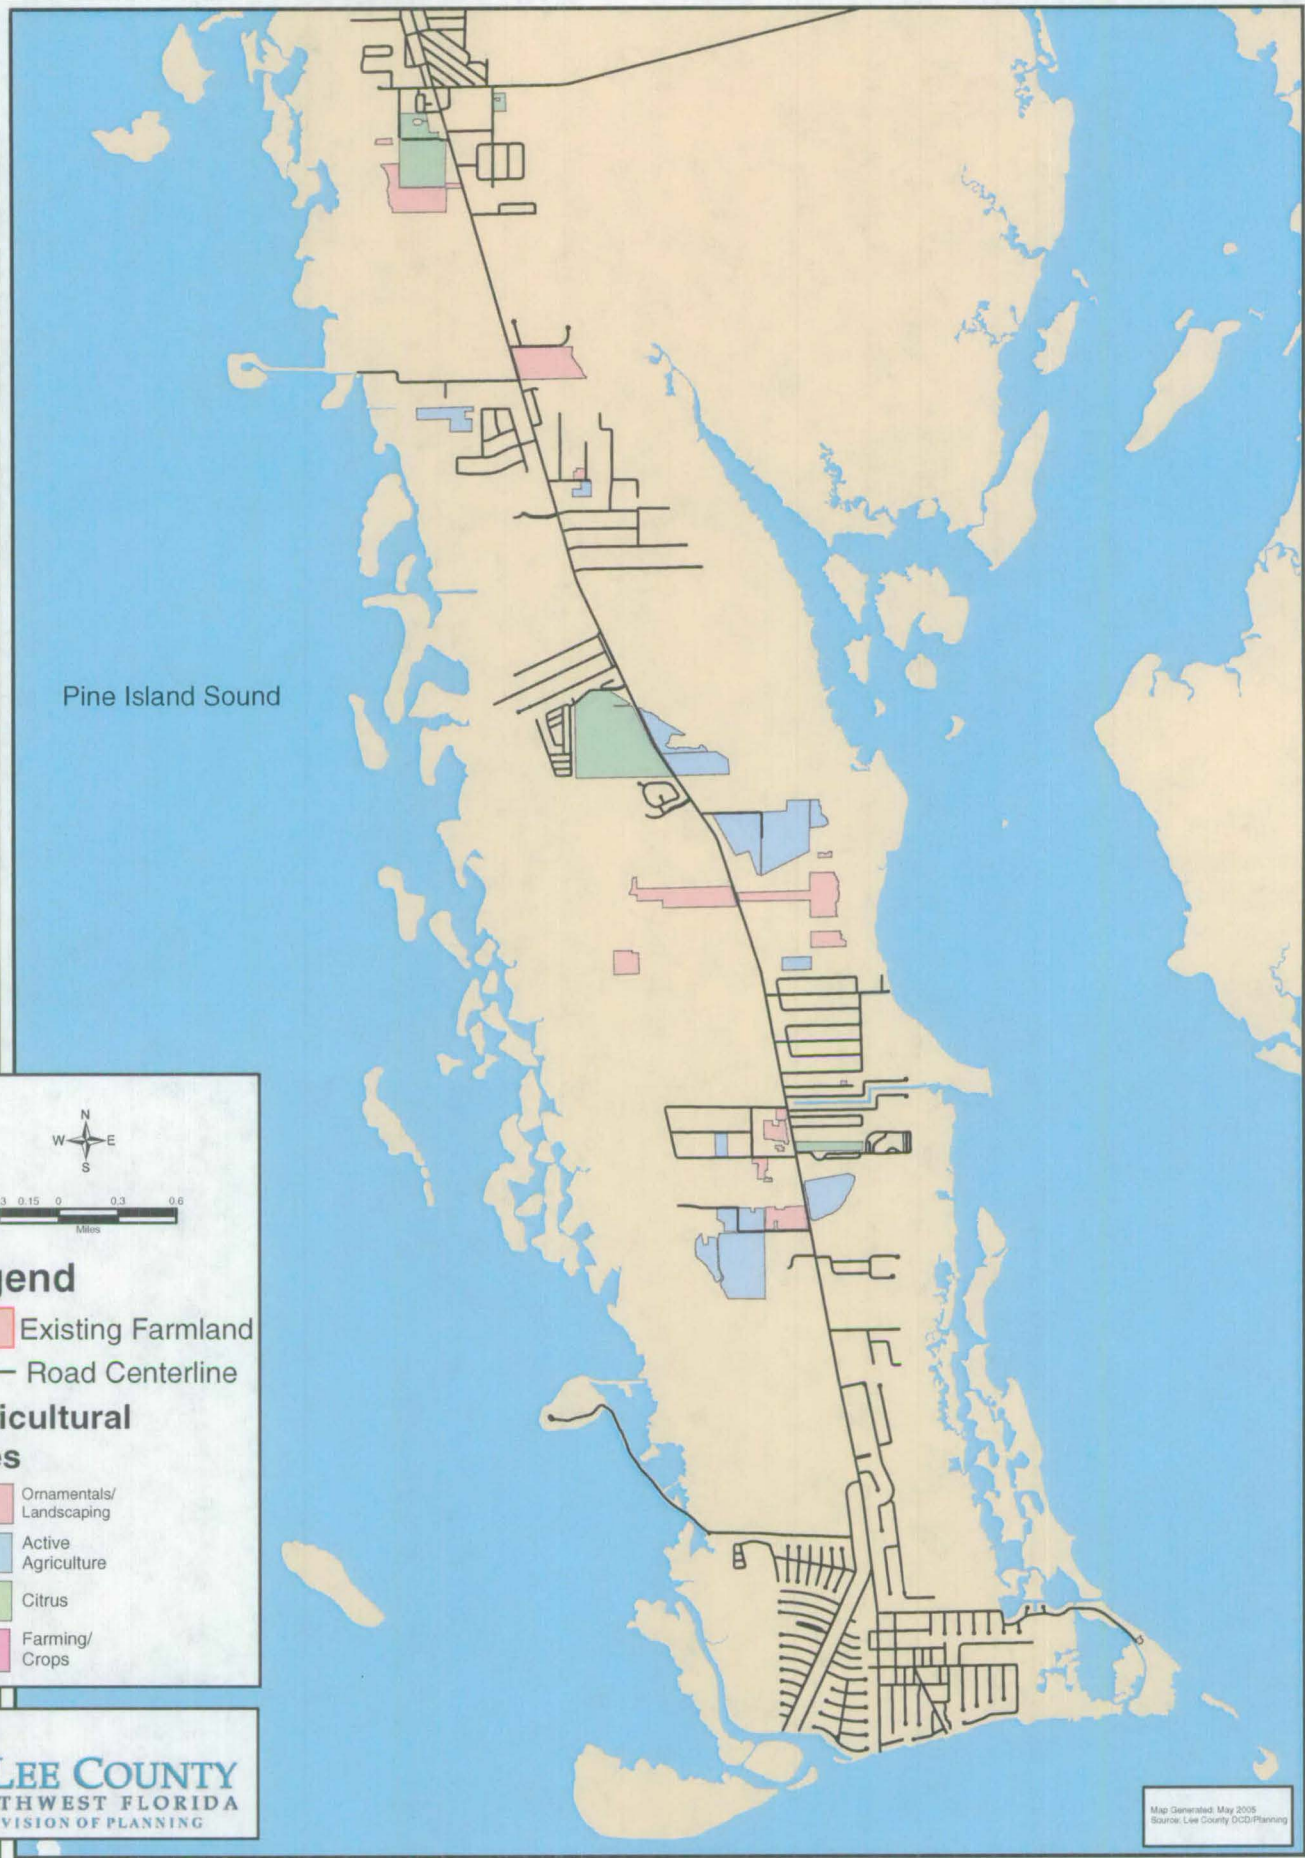 Pine Island Sound
N
W E
S
3 0.15 0 0.3 0.6
Miles
gend
Existing Farmland
Road Centerline
icultural
es
Ornamentals/
Landscaping
Active
Agriculture
Citrus
Farming/
Crops
LEE COUNTY
THWEST FLORIDA
VISION OF PLANNING
Map Generated: May 2005
Source: Lee County DCD/Planning